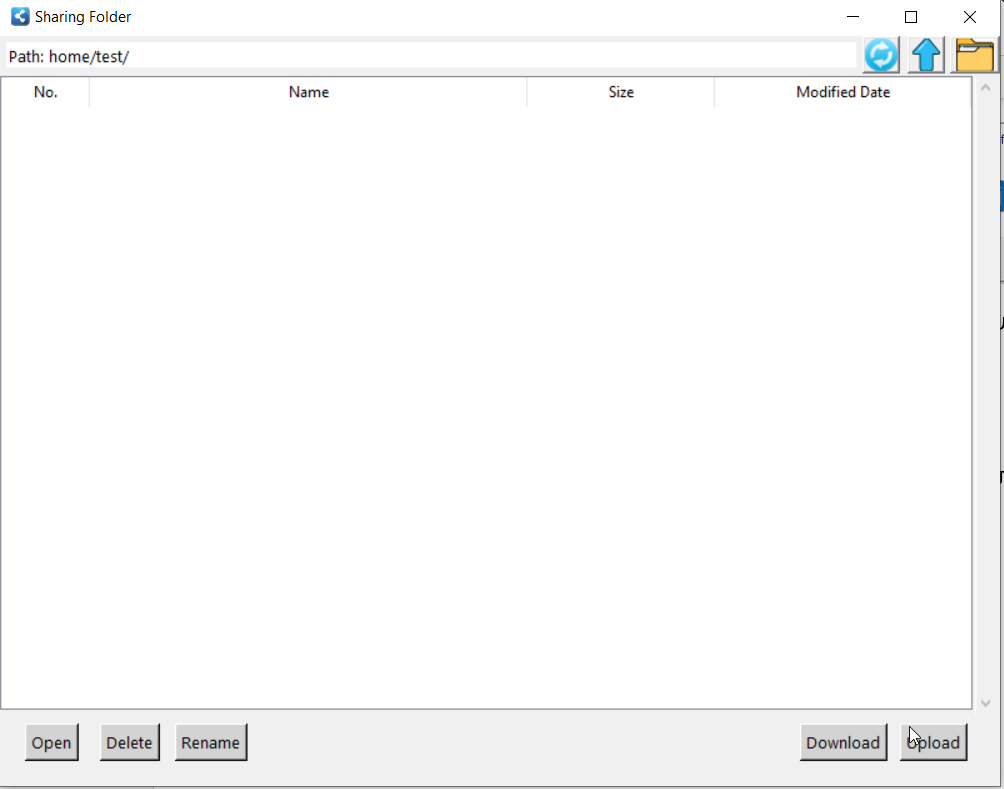 Sharing Folder
Path: home/test/
No. Name Size Modified Date
Open Delete Rename Download Upload